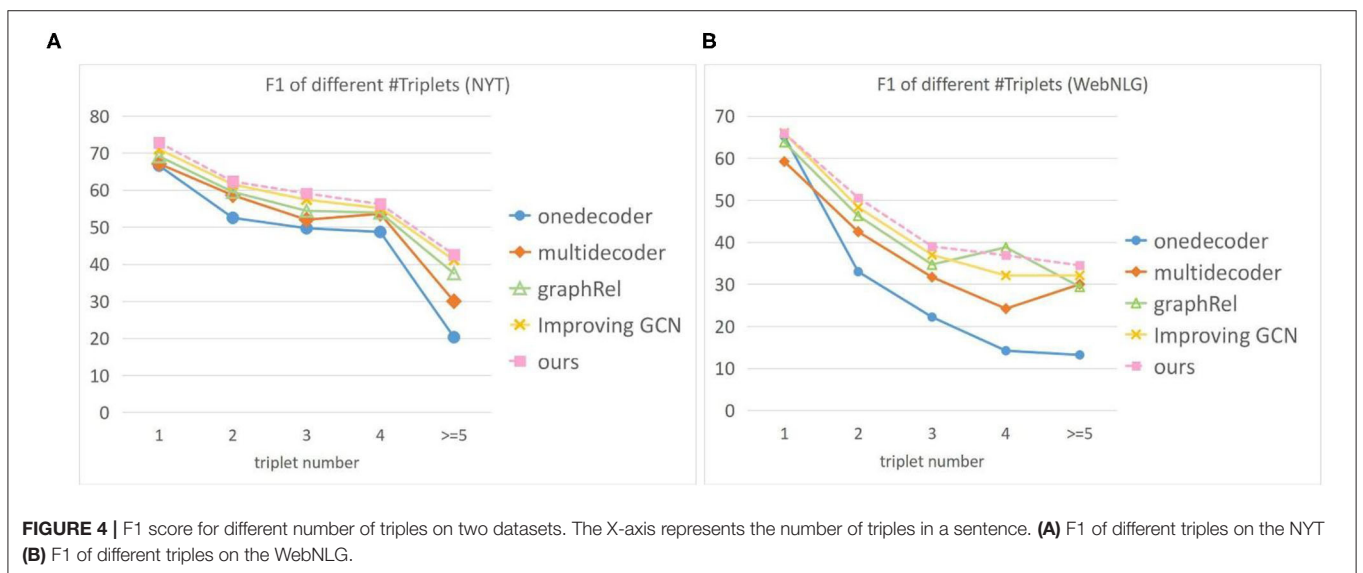 A
B
F1 of different #Triplets (NYT)
80
70
60
50
40
30
20
10
0
1 2 3 4 >=5
triplet number
onedecoder
multidecoder
graphRel
Improving GCN
ours
F1 of different #Triplets (WebNLG)
70
60
50
40
30
20
10
0
1 2 3 4 >=5
triplet number
onedecoder
multidecoder
graphRel
Improving GCN
ours
FIGURE 4 | F1 score for different number of triples on two datasets. The X-axis represents the number of triples in a sentence. (A) F1 of different triples on the NYT
(B) F1 of different triples on the WebNLG.